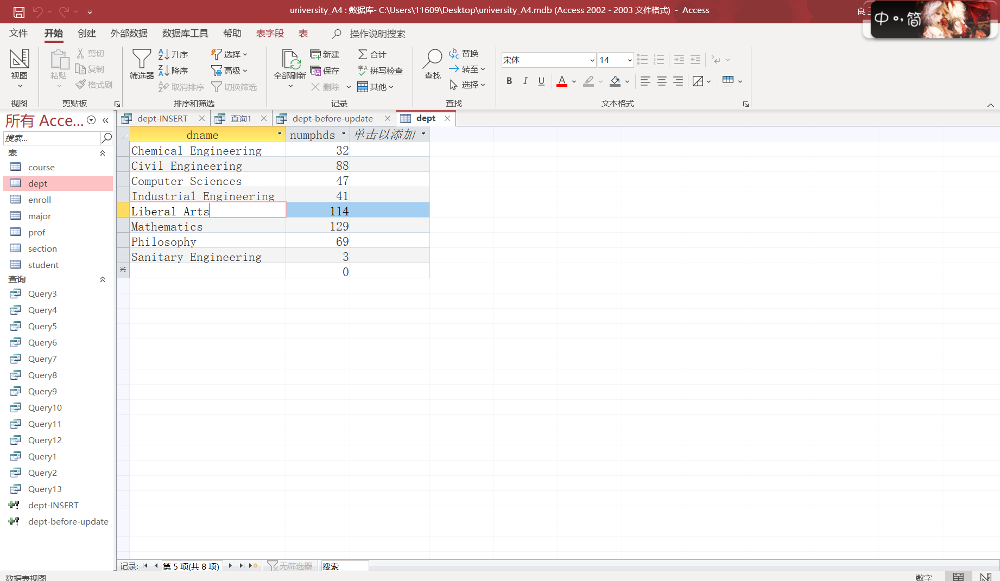 university_A4 : 数据库- C:\Users\11609\Desktop\university_A4.mdb (Access 2002 - 2003 文件格式) - Access
良
中 简
文件 开始 创建 外部数据 数据库工具 帮助 表字段 表 操作说明搜索
视图
视图
粘贴
剪切
复制
格式刷
剪贴板
筛选器
升序
降序
取消排序
选择
高级
切换筛选
排序和筛选
全部刷新
新建
保存
删除
合计
拼写检查
其他
记录
查找
替换
转至
选择
查找
宋体 14
B I U A
文本格式
所有 Acce...
搜索...
表
course
dept
enroll
major
prof
section
student
查询
Query3
Query4
Query5
Query6
Query7
Query8
Query9
Query10
Query11
Query12
Query1
Query2
Query13
dept-INSERT
dept-before-update
dept-INSERT 查询1 dept-before-update dept
dname numphds 单击以添加
Chemical Engineering 32
Civil Engineering 88
Computer Sciences 47
Industrial Engineering 41
Liberal Arts 114
Mathematics 129
Philosophy 69
Sanitary Engineering 3
0
记录: 第 5 项(共 8 项) 无筛选器 搜索
数据表视图 数字